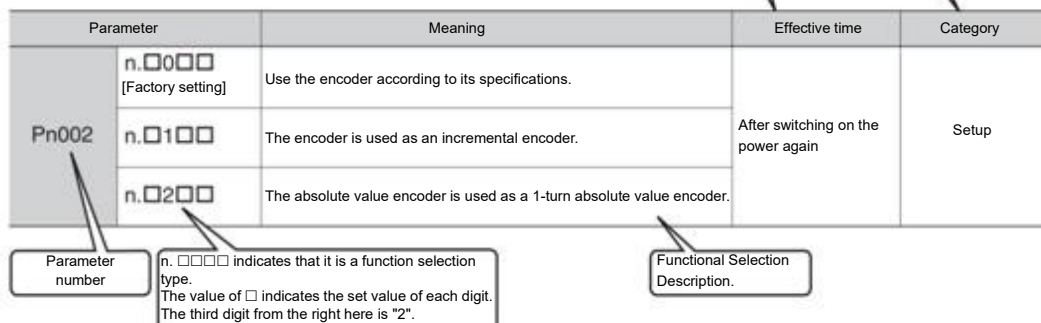 Parameter Meaning Effective time Category
n.□0□□
[Factory setting]
Use the encoder according to its specifications.
Pn002
n.□1□□
The encoder is used as an incremental encoder.
After switching on the
power again
Setup
n.□2□□
The absolute value encoder is used as a 1-turn absolute value encoder.
Parameter
number
n. □□□□ indicates that it is a function selection
type.
The value of □ indicates the set value of each digit.
The third digit from the right here is "2".
Functional Selection
Description.